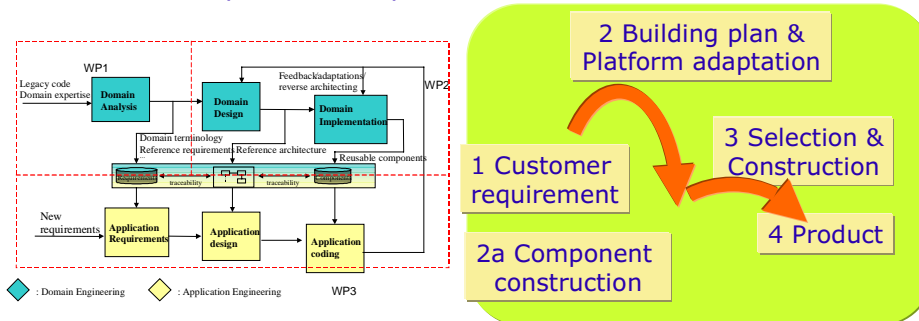 WP1
Legacy code
Domain expertise
Domain
Analysis
Domain
Design
Feedback/adaptations/
reverse architecting
WP2
Domain
Implementation
Domain terminology
Reference requirements
Reference architecture
Reusable components
traceability
traceability
New
requirements
Application
Requirements
Application
design
Application
coding
: Domain Engineering
: Application Engineering
WP3
2 Building plan &
Platform adaptation
1 Customer
requirement
3 Selection &
Construction
2a Component
construction
4 Product